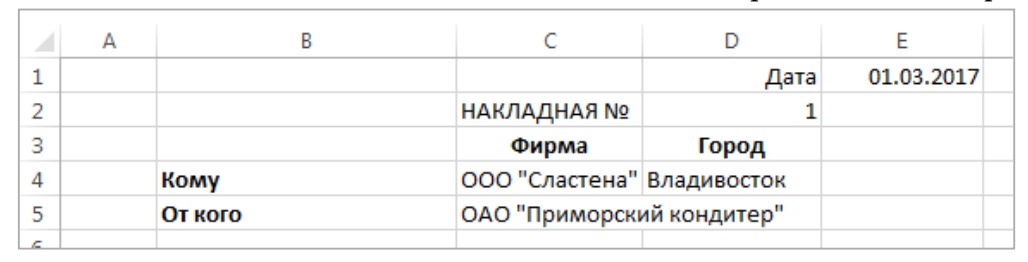 A B C D E
1 Дата 01.03.2017
2 НАКЛАДНАЯ № 1
3 Фирма Город
4 Кому ООО "Сластена" Владивосток
5 От кого ОАО "Приморский кондитер"